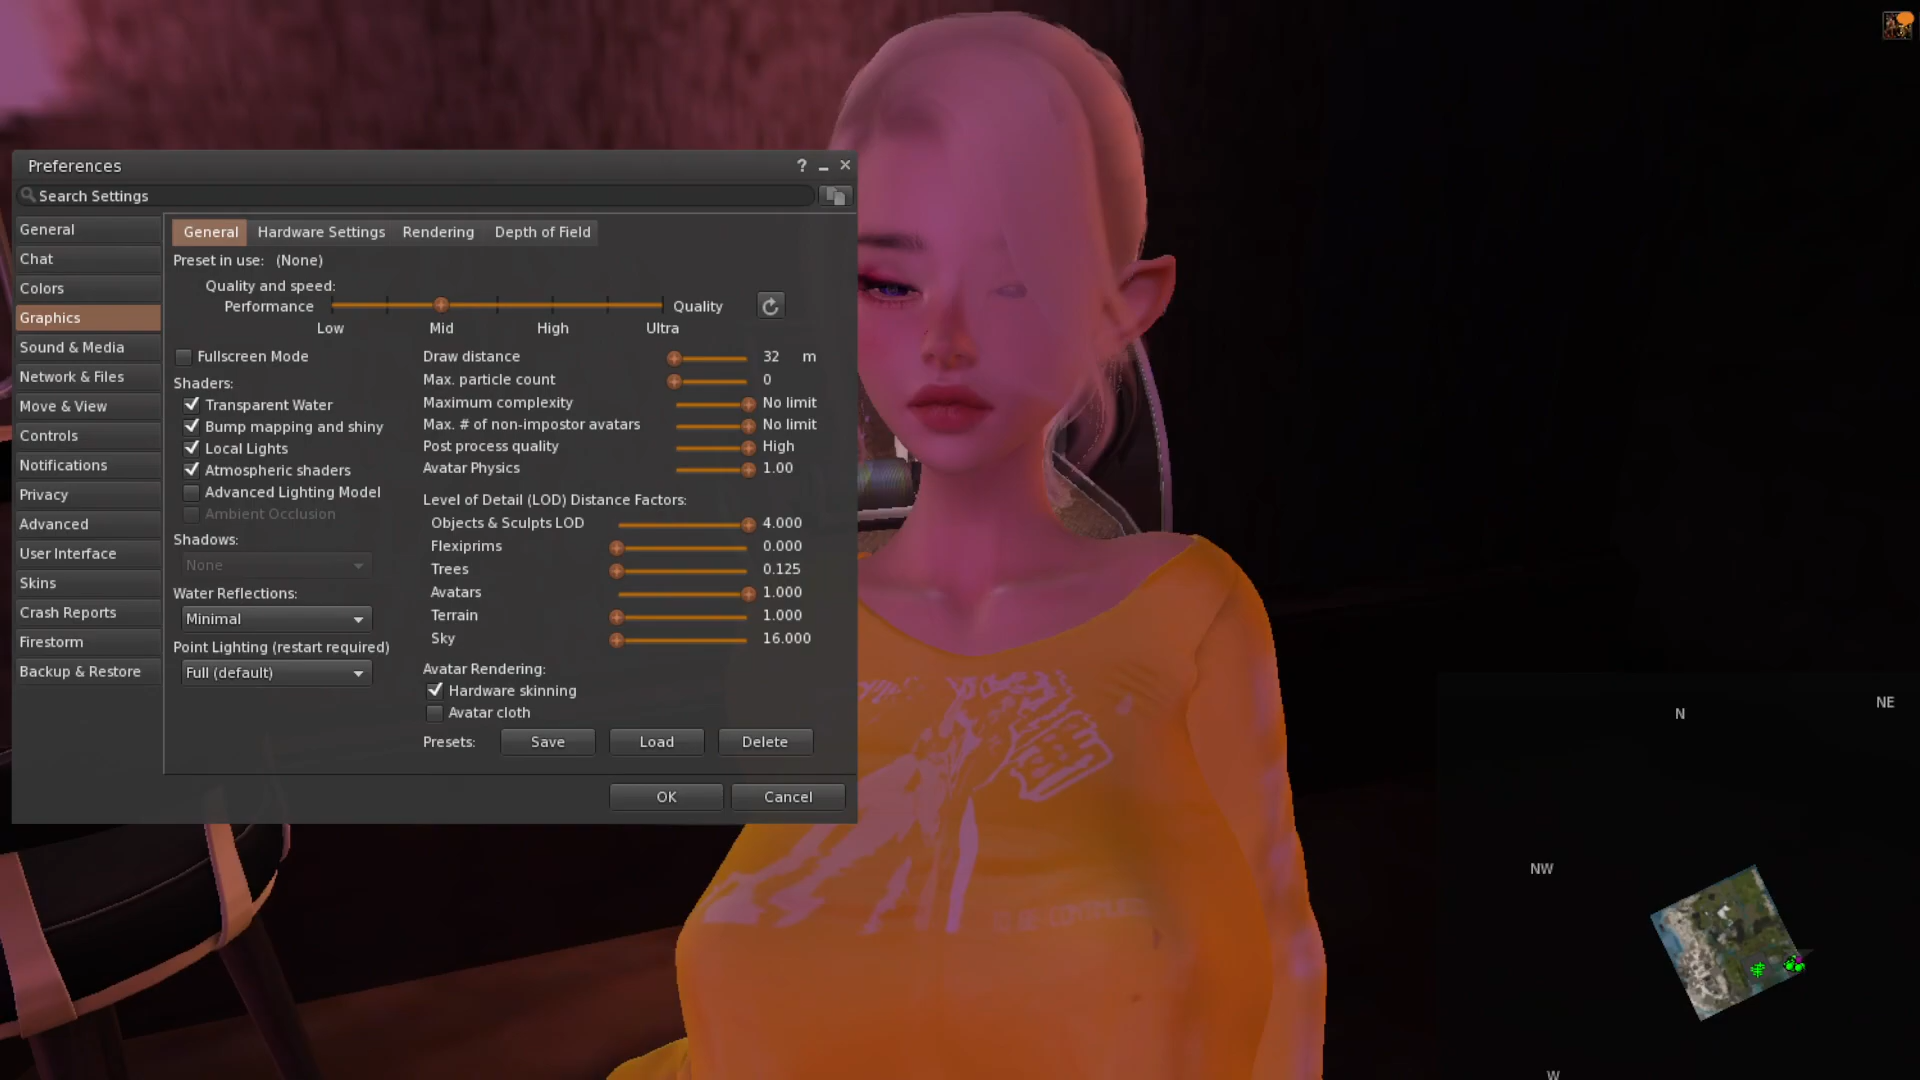 Preferences
?
Search Settings
General
Chat
Colors
Graphics
Sound & Media
Network & Files
Move & View
Controls
Notifications
Privacy
Advanced
User Interface
Skins
Crash Reports
Firestorm
Backup & Restore
General Hardware Settings Rendering Depth of Field
Preset in use: (None)
Quality and speed:
Performance Quality
Low Mid High Ultra
Fullscreen Mode
Shaders:
Transparent Water
Bump mapping and shiny
Local Lights
Atmospheric shaders
Advanced Lighting Model
Ambient Occlusion
Shadows:
None
Water Reflections:
Minimal
Point Lighting (restart required)
Full (default)
Draw distance 32 m
Max. particle count 0
Maximum complexity No limit
Max. # of non-impostor avatars No limit
Post process quality High
Avatar Physics 1.00
Level of Detail (LOD) Distance Factors:
Objects & Sculpts LOD 4.000
Flexiprims 0.000
Trees 0.125
Avatars 1.000
Terrain 1.000
Sky 16.000
Avatar Rendering:
Hardware skinning
Avatar cloth
Presets: Save Load Delete
OK Cancel
NE
N
NW
W